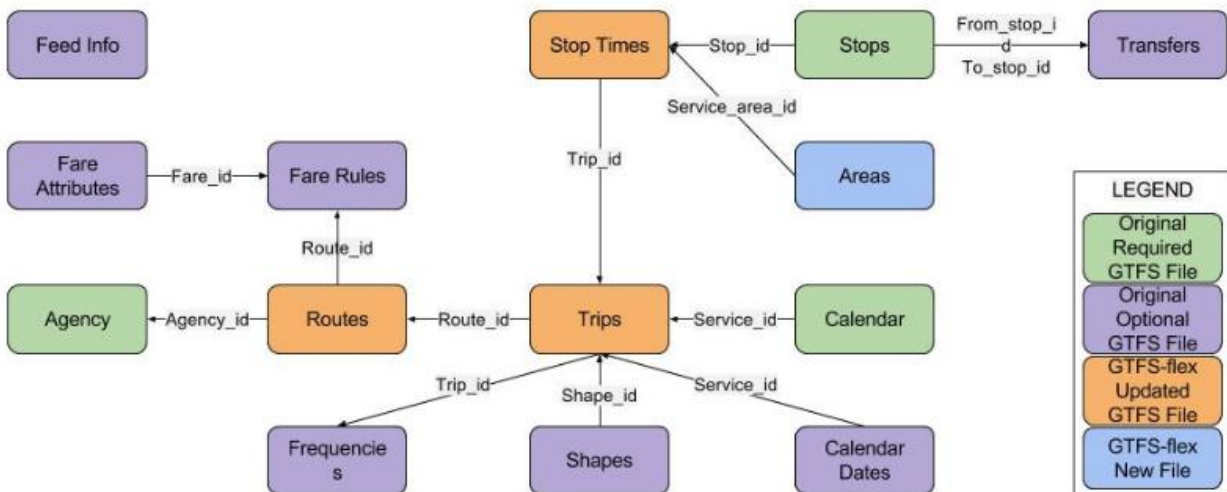 Feed Info
Stop Times
Stop_id
Stops
From_stop_i
d
To_stop_id
Transfers
Service_area_id
Fare
Attributes
Fare_id
Fare Rules
Trip_id
Areas
Route_id
Agency
Agency_id
Routes
Route_id
Trips
Service_id
Calendar
Trip_id
Shape_id
Service_id
Frequencie
s
Shapes
Calendar
Dates
LEGEND
Original
Required
GTFS File
Original
Optional
GTFS File
GTFS-flex
Updated
GTFS File
GTFS-flex
New File